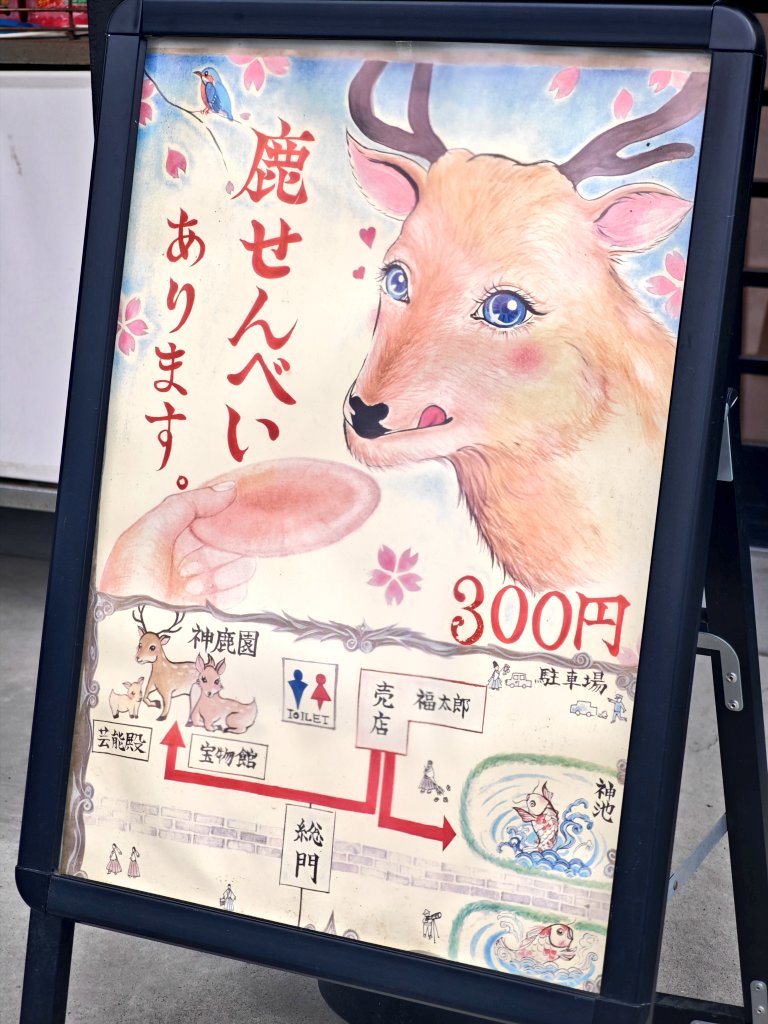 鹿せんべい
あります。
300円
神鹿園
TOILET
売店
福太郎
駐車場
芸能殿
宝物館
神池
総門